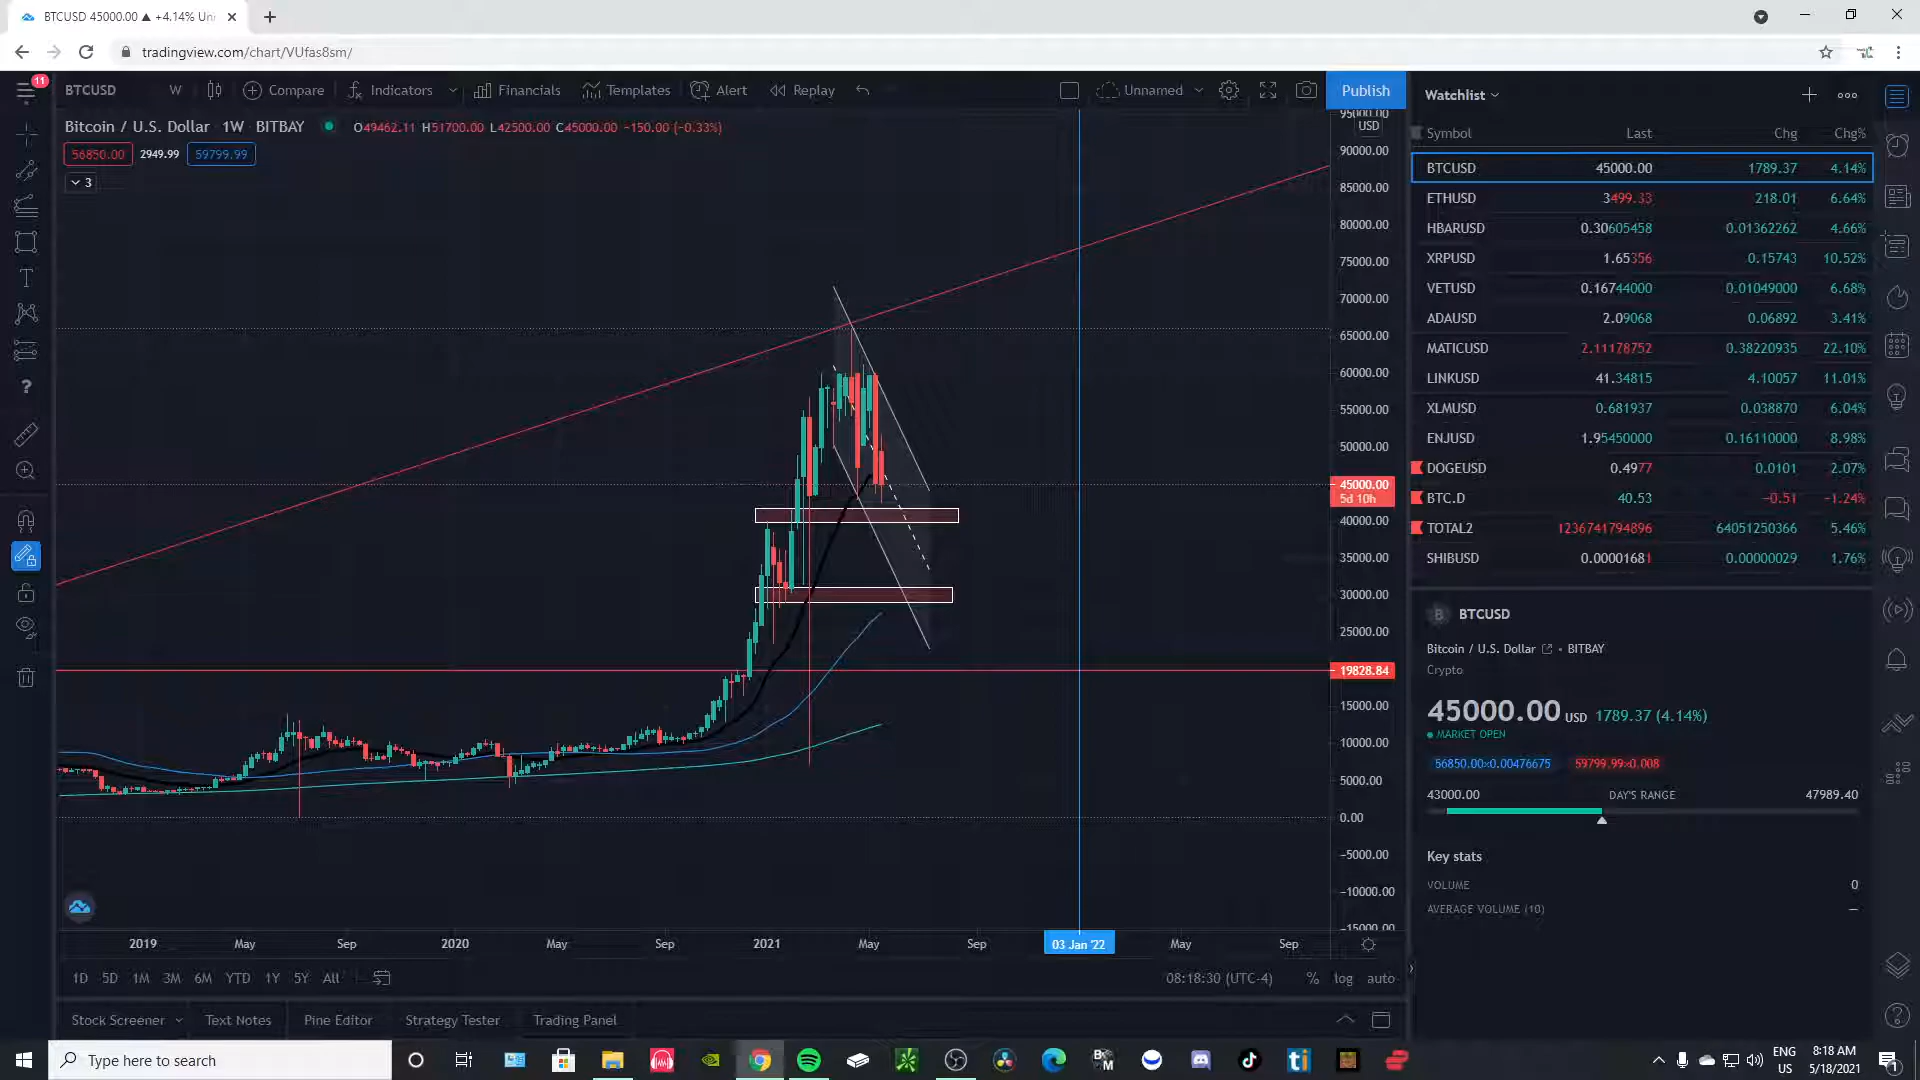 BTCUSD 45000.00 ▲ +4.14% Unn
tradingview.com/chart/VUfas8sm/
11
BTCUSD W Compare Indicators Financials Templates Alert Replay Unnamed Publish
Bitcoin / U.S. Dollar · 1W · BITBAY O49462.11 H51700.00 L42500.00 C45000.00 −150.00 (−0.33%)
56850.00 2949.99 59799.99
3
95000.00
USD
90000.00
85000.00
80000.00
75000.00
70000.00
65000.00
60000.00
55000.00
50000.00
45000.00
5d 10h
40000.00
35000.00
30000.00
25000.00
19828.84
15000.00
10000.00
5000.00
0.00
−5000.00
−10000.00
−15000.00
2019 May Sep 2020 May Sep 2021 May Sep 03 Jan '22 May Sep
1D 5D 1M 3M 6M YTD 1Y 5Y All 08:18:30 (UTC-4) % log auto
Stock Screener Text Notes Pine Editor Strategy Tester Trading Panel
Watchlist
Symbol Last Chg Chg%
BTCUSD 45000.00 1789.37 4.14%
ETHUSD 3499.33 218.01 6.64%
HBARUSD 0.30605458 0.01362262 4.66%
XRPUSD 1.65356 0.15743 10.52%
VETUSD 0.16744000 0.01049000 6.68%
ADAUSD 2.09068 0.06892 3.41%
MATICUSD 2.11178752 0.38220935 22.10%
LINKUSD 41.34815 4.10057 11.01%
XLMUSD 0.681937 0.038870 6.04%
ENJUSD 1.95450000 0.16110000 8.98%
DOGEUSD 0.4977 0.0101 2.07%
BTC.D 40.53 −0.51 −1.24%
TOTAL2 1236741794896 64051250366 5.46%
SHIBUSD 0.00001681 0.00000029 1.76%
B BTCUSD
Bitcoin / U.S. Dollar • BITBAY
Crypto
45000.00 USD 1789.37 (4.14%)
MARKET OPEN
56850.00×0.00476675 59799.99×0.008
43000.00 DAY'S RANGE 47989.40
Key stats
VOLUME 0
AVERAGE VOLUME (10) —
Type here to search
ENG 8:18 AM
US 5/18/2021
1